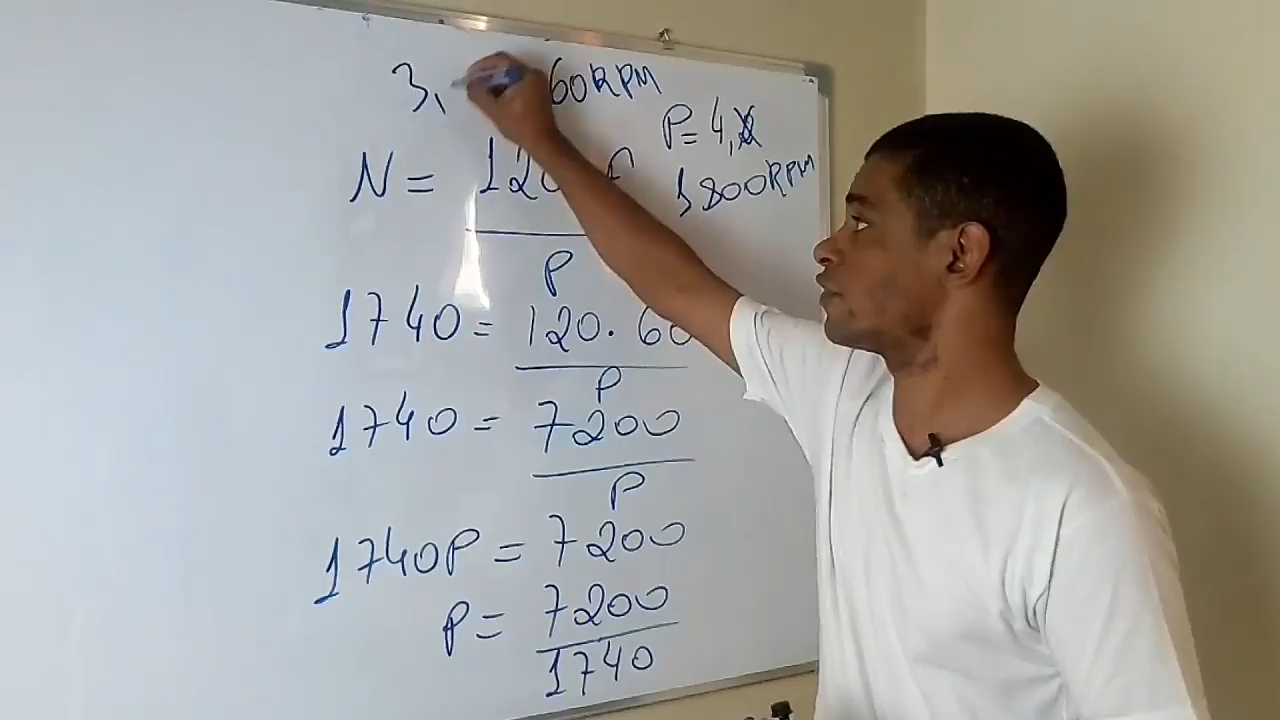 3, 60RPM
P= 4,
1800RPM
N= 120 f
P
1740= 120. 60
P
1740= 7200
P
1740P = 7200
P= 7200
1740